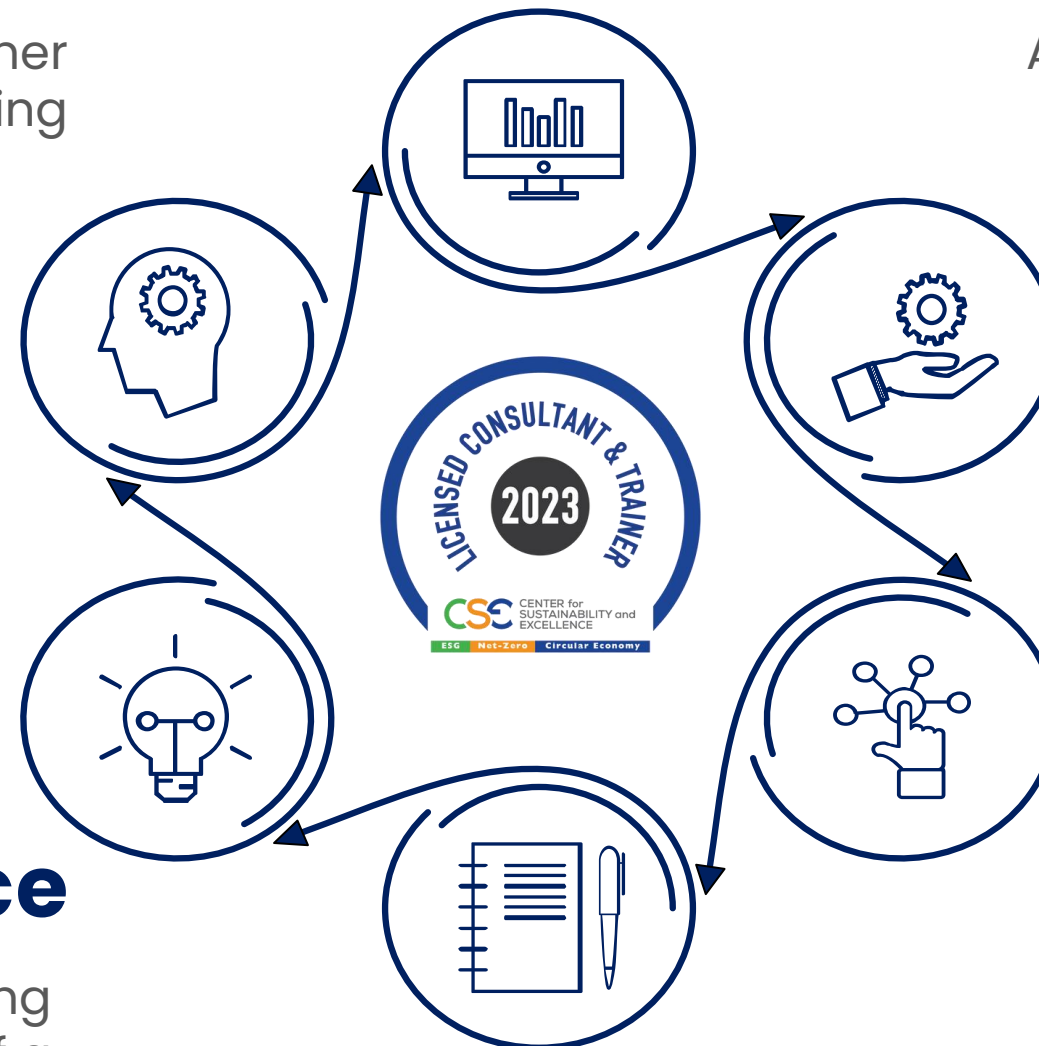 ner
ing
A
LICENSED CONSULTANT & TRAINER
2023
CSE
CENTER for
SUSTAINABILITY and
EXCELLENCE
ESG Net-Zero Circular Economy
ce
ng
f a